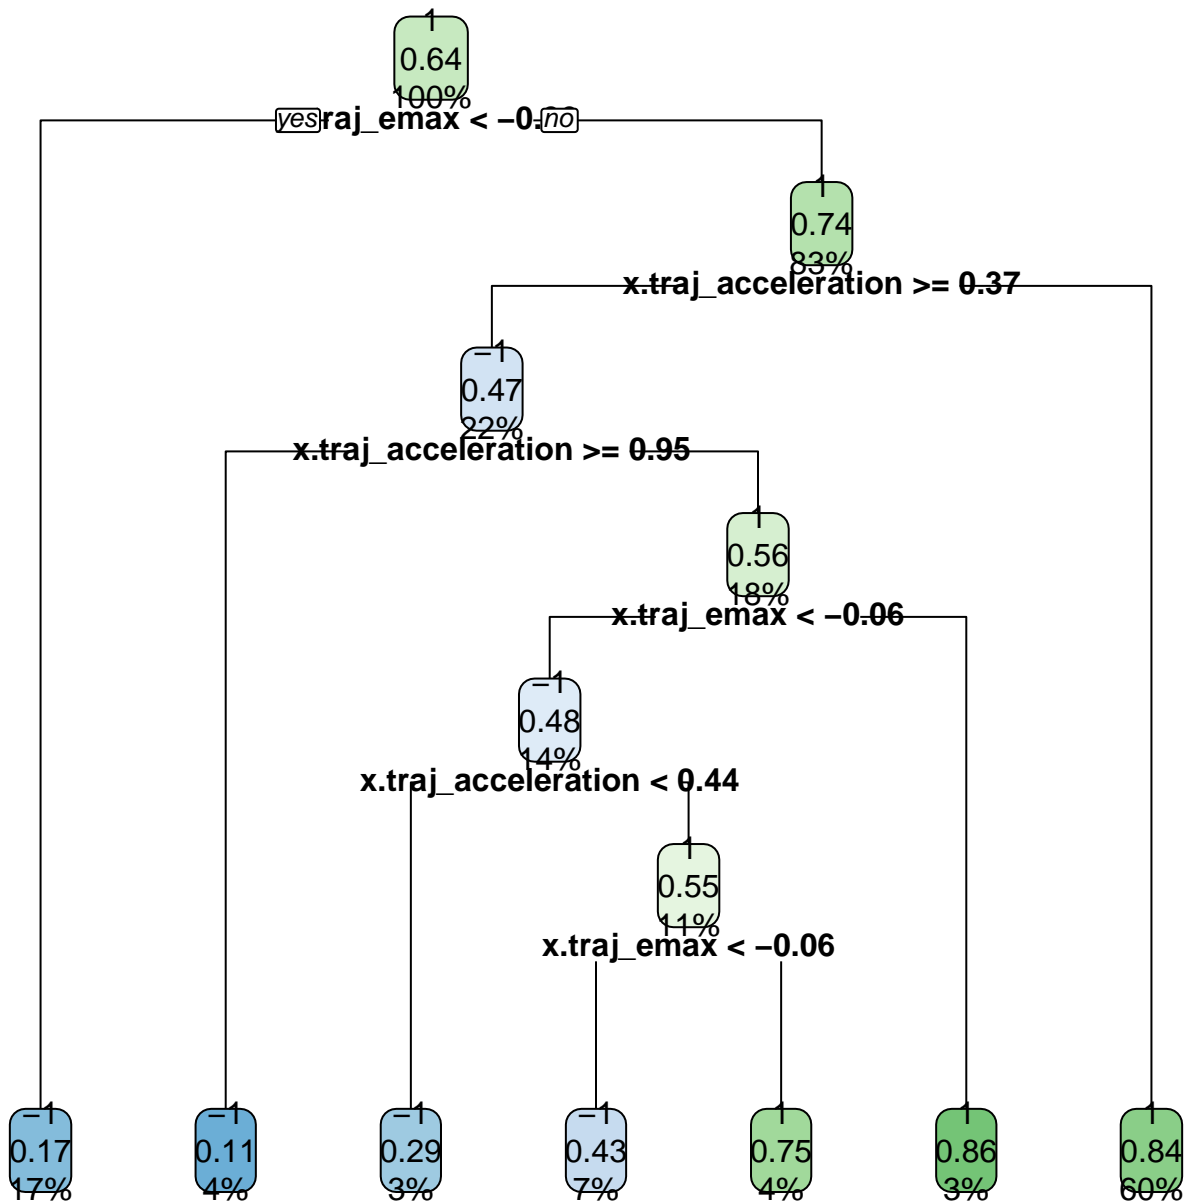 1
0.64
100%
yes raj_emax < −0. no
1
0.74
83%
x.traj_acceleration >= 0.37
−1
0.47
22%
x.traj_acceleration >= 0.95
1
0.56
18%
x.traj_emax < −0.06
−1
0.48
14%
x.traj_acceleration < 0.44
1
0.55
11%
x.traj_emax < −0.06
−1 −1 −1 −1 1 1 1
0.17 0.11 0.29 0.43 0.75 0.86 0.84
17% 4% 3% 7% 4% 3% 60%